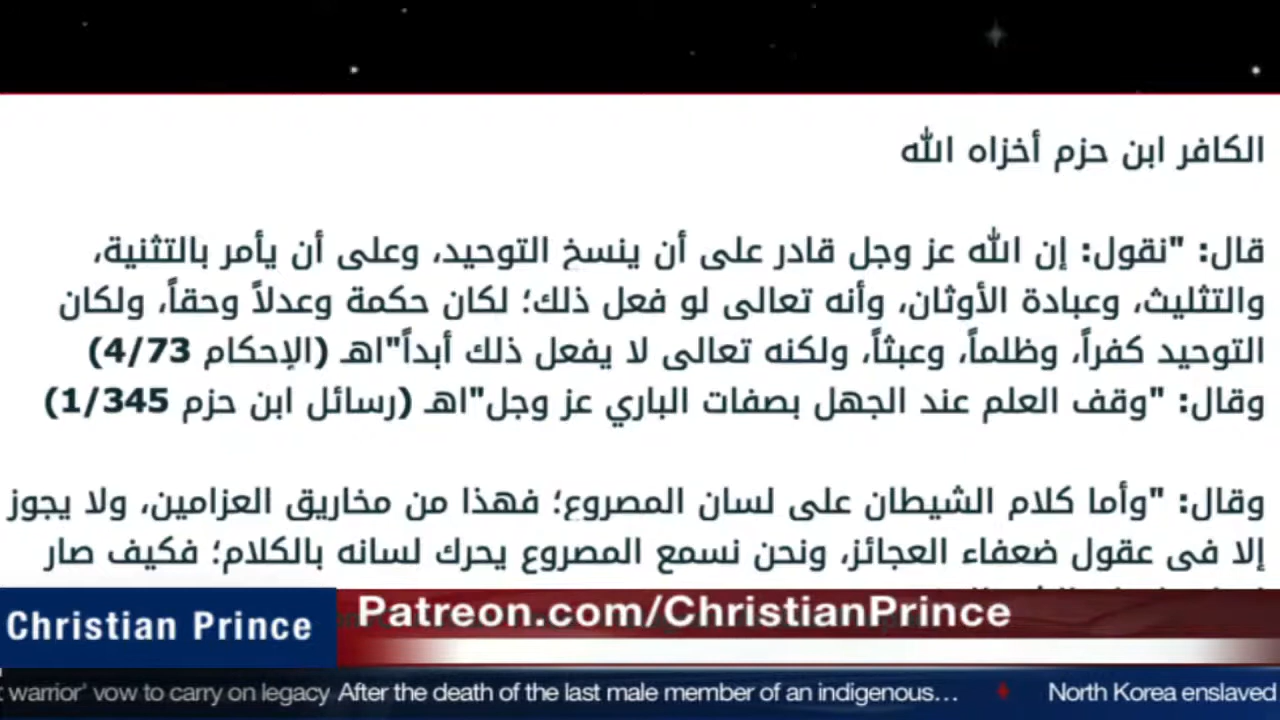 الكافر ابن حزم أخزاه الله
قال: "نقول: إن الله عز وجل قادر على أن ينسخ التوحيد، وعلى أن يأمر بالتثنية،
والتثليث، وعبادة الأوثان، وأنه تعالى لو فعل ذلك؛ لكان حكمة وعدلاً وحقاً، ولكان
التوحيد كفراً، وظلماً، وعبثاً، ولكنه تعالى لا يفعل ذلك أبداً"اهـ (الإحكام 4/73)
وقال: "وقف العلم عند الجهل بصفات الباري عز وجل"اهـ (رسائل ابن حزم 1/345)
وقال: "وأما كلام الشيطان على لسان المصروع؛ فهذا من مخاريق العزامين، ولا يجوز
إلا فى عقول ضعفاء العجائز، ونحن نسمع المصروع يحرك لسانه بالكلام؛ فكيف صار
Christian Prince
Patreon.com/ChristianPrince
warrior' vow to carry on legacy After the death of the last male member of an indigenous... North Korea enslaved